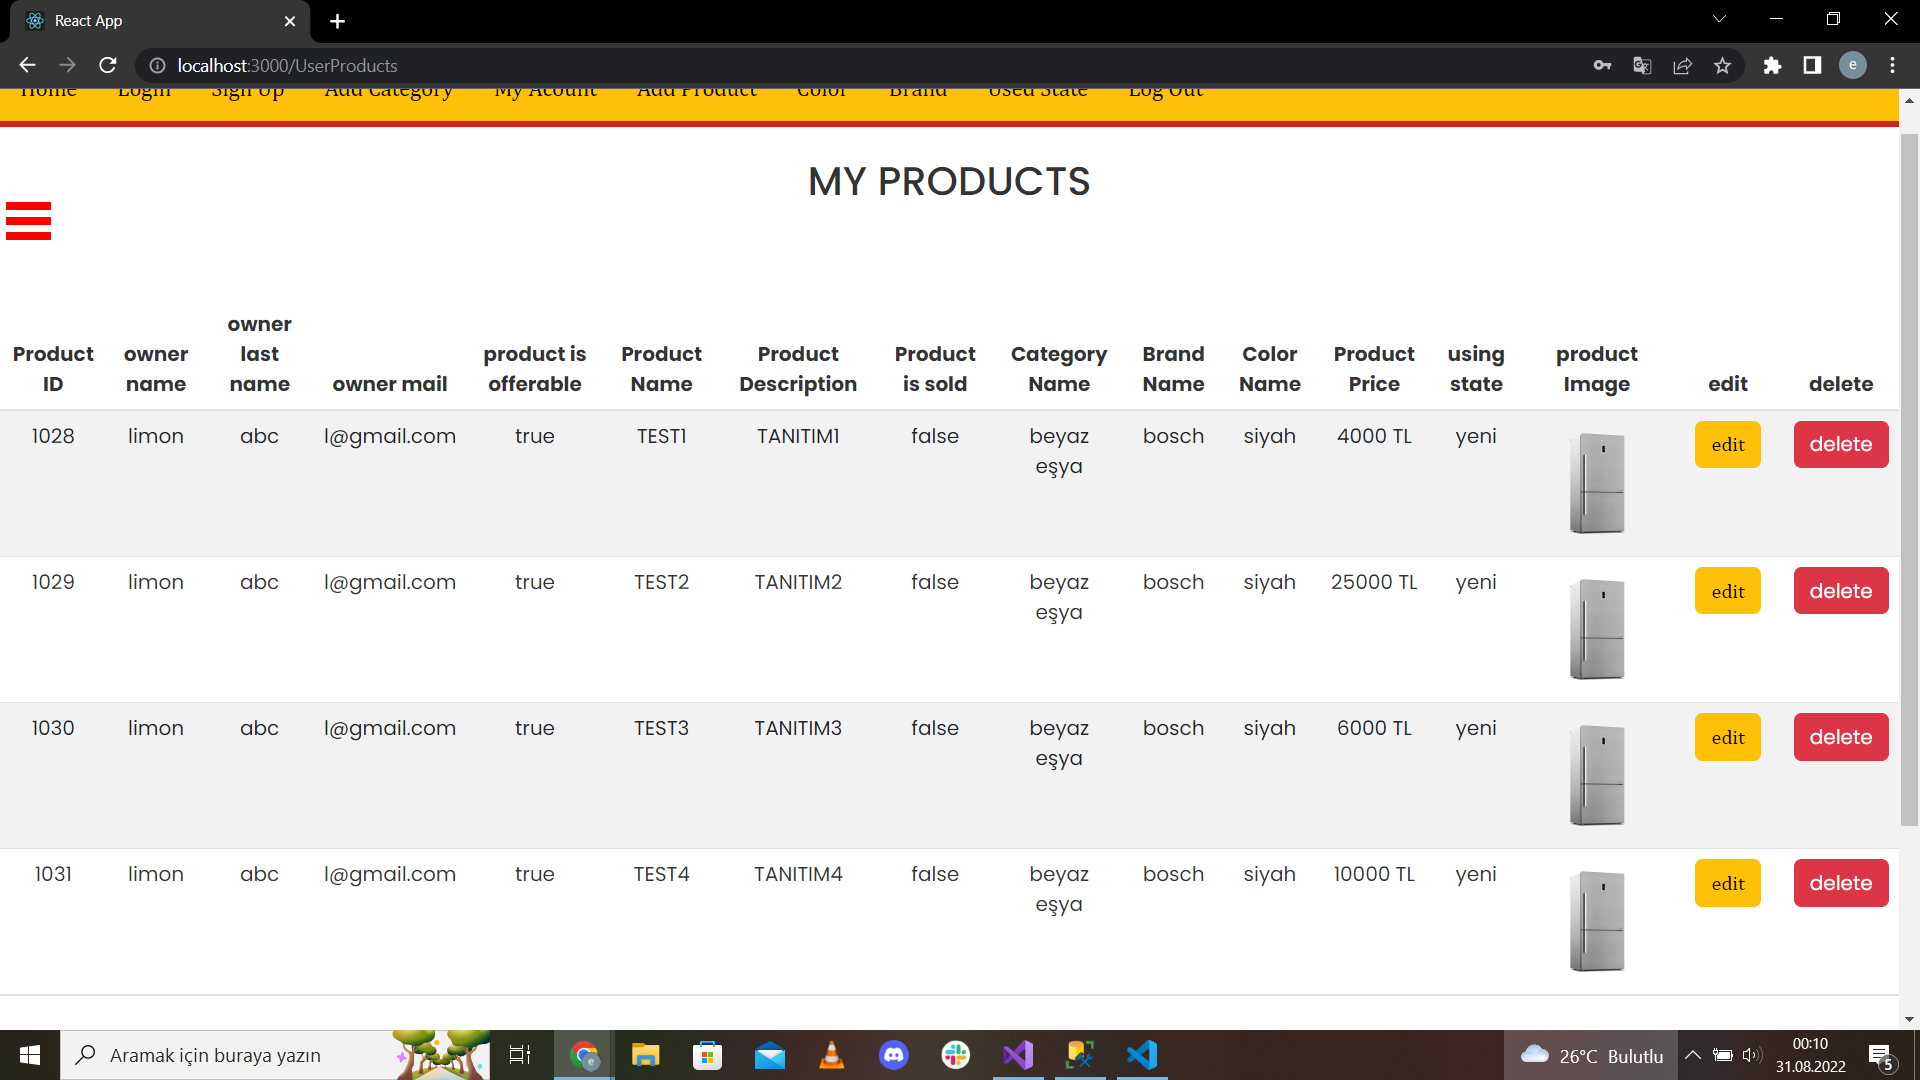 React App
localhost:3000/UserProducts
e
Home Login Sign Up Add Category My Acount Add Product Color Brand Used State Log Out
MY PRODUCTS
Product ID owner name owner last name owner mail product is offerable Product Name Product Description Product is sold Category Name Brand Name Color Name Product Price using state product Image edit delete
1028 limon abc l@gmail.com true TEST1 TANITIM1 false beyaz eşya bosch siyah 4000 TL yeni edit delete
1029 limon abc l@gmail.com true TEST2 TANITIM2 false beyaz eşya bosch siyah 25000 TL yeni edit delete
1030 limon abc l@gmail.com true TEST3 TANITIM3 false beyaz eşya bosch siyah 6000 TL yeni edit delete
1031 limon abc l@gmail.com true TEST4 TANITIM4 false beyaz eşya bosch siyah 10000 TL yeni edit delete
Aramak için buraya yazın
26°C Bulutlu
00:10
31.08.2022
5